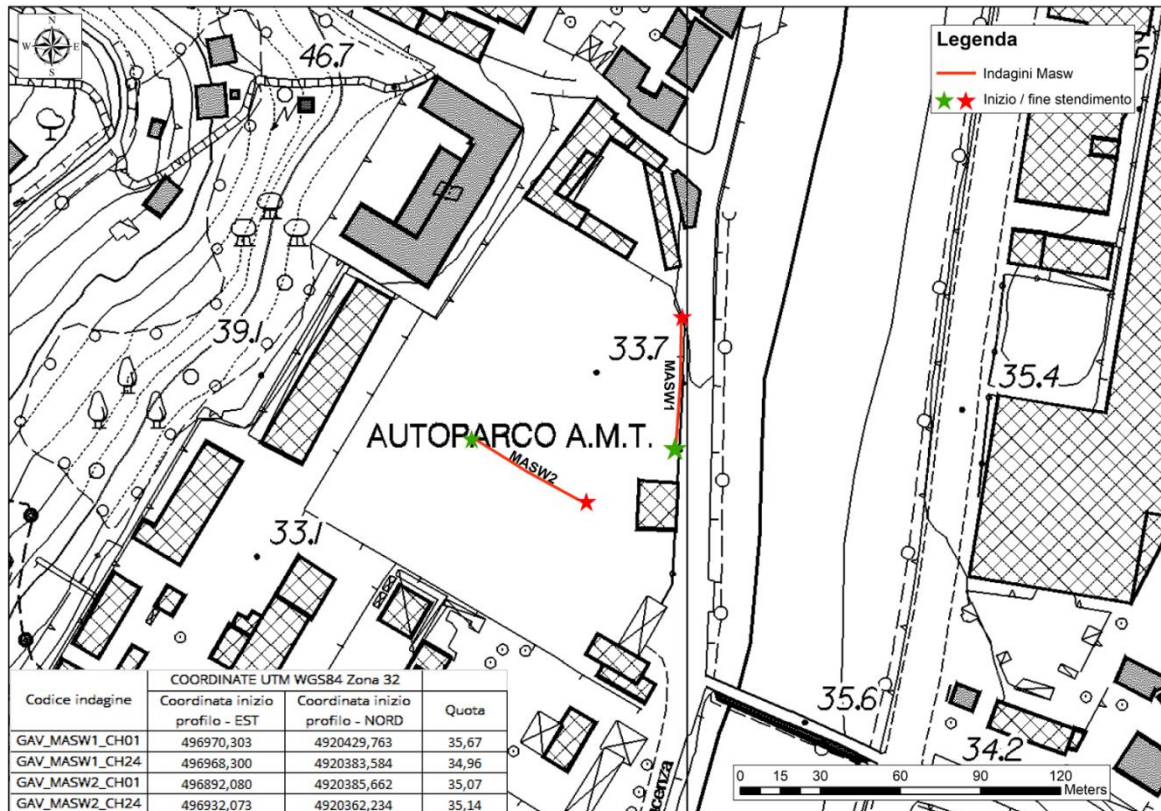 N
W E
S
46.7
Legenda
Indagini Masw
Inizio / fine stendimento
5
39.1
33.7
MASW1
35.4
AUTOPARCO A.M.T.
MASW2
33.1
35.6
34.2
COORDINATE UTM WGS84 Zona 32
Codice indagine Coordinata inizio profilo - EST Coordinata inizio profilo - NORD Quota
GAV_MASW1_CH01 496970,303 4920429,763 35,67
GAV_MASW1_CH24 496968,300 4920383,584 34,96
GAV_MASW2_CH01 496892,080 4920385,662 35,07
GAV_MASW2_CH24 496932,073 4920362,234 35,14
cenza
0 15 30 60 90 120
Meters